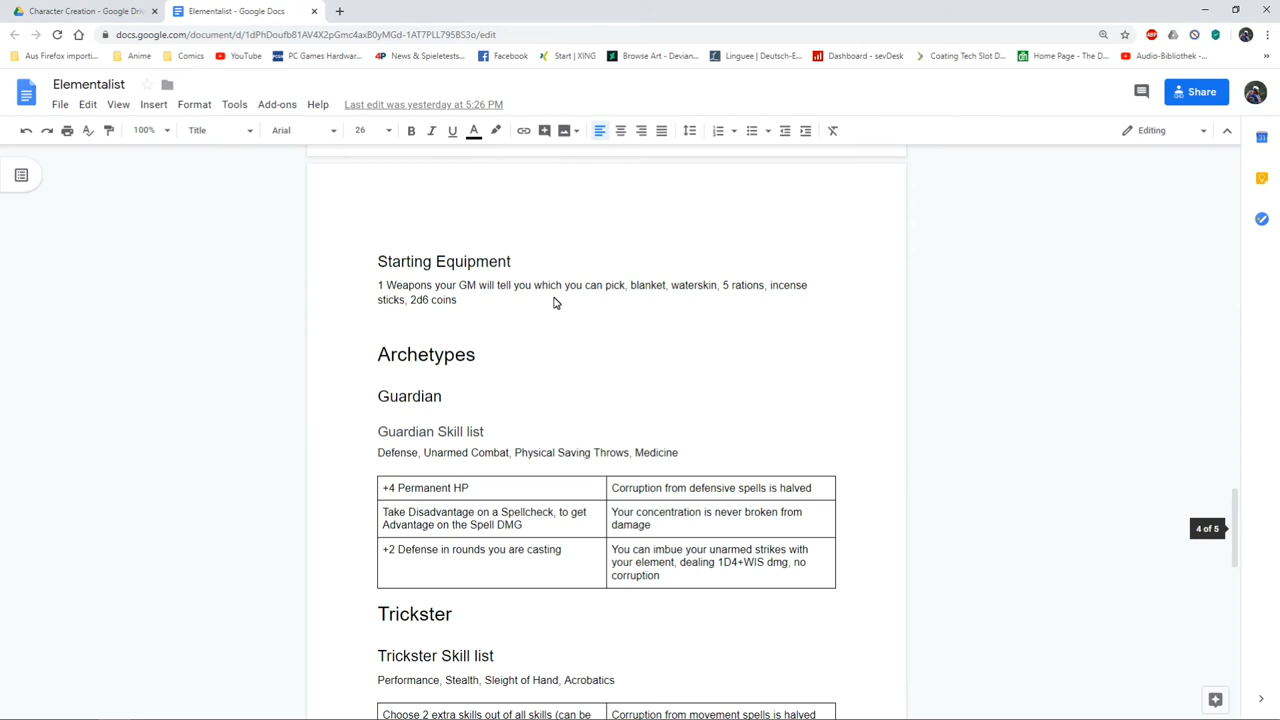 Character Creation - Google Driv
Elementalist - Google Docs
docs.google.com/document/d/1dPhDoufb81AV4X2pGmc4axB0yMGd-1AT7PLL795BS3o/edit
Aus Firefox importi...
Anime
Comics
YouTube
PC Games Hardwar...
News & Spieletests...
Facebook
Start | XING
Browse Art - Devian...
Linguee | Deutsch-E...
Dashboard - sevDesk
Coating Tech Slot D...
Home Page - The D...
Audio-Bibliothek -...
»
Elementalist
File Edit View Insert Format Tools Add-ons Help Last edit was yesterday at 5:26 PM
Share
100% Title Arial 26 B I U A Editing
Starting Equipment
1 Weapons your GM will tell you which you can pick, blanket, waterskin, 5 rations, incense
sticks, 2d6 coins
Archetypes
Guardian
Guardian Skill list
Defense, Unarmed Combat, Physical Saving Throws, Medicine
+4 Permanent HP
Corruption from defensive spells is halved
Take Disadvantage on a Spellcheck, to get
Advantage on the Spell DMG
Your concentration is never broken from
damage
+2 Defense in rounds you are casting
You can imbue your unarmed strikes with
your element, dealing 1D4+WIS dmg, no
corruption
4 of 5
Trickster
Trickster Skill list
Performance, Stealth, Sleight of Hand, Acrobatics
Choose 2 extra skills out of all skills (can be
Corruption from movement spells is halved